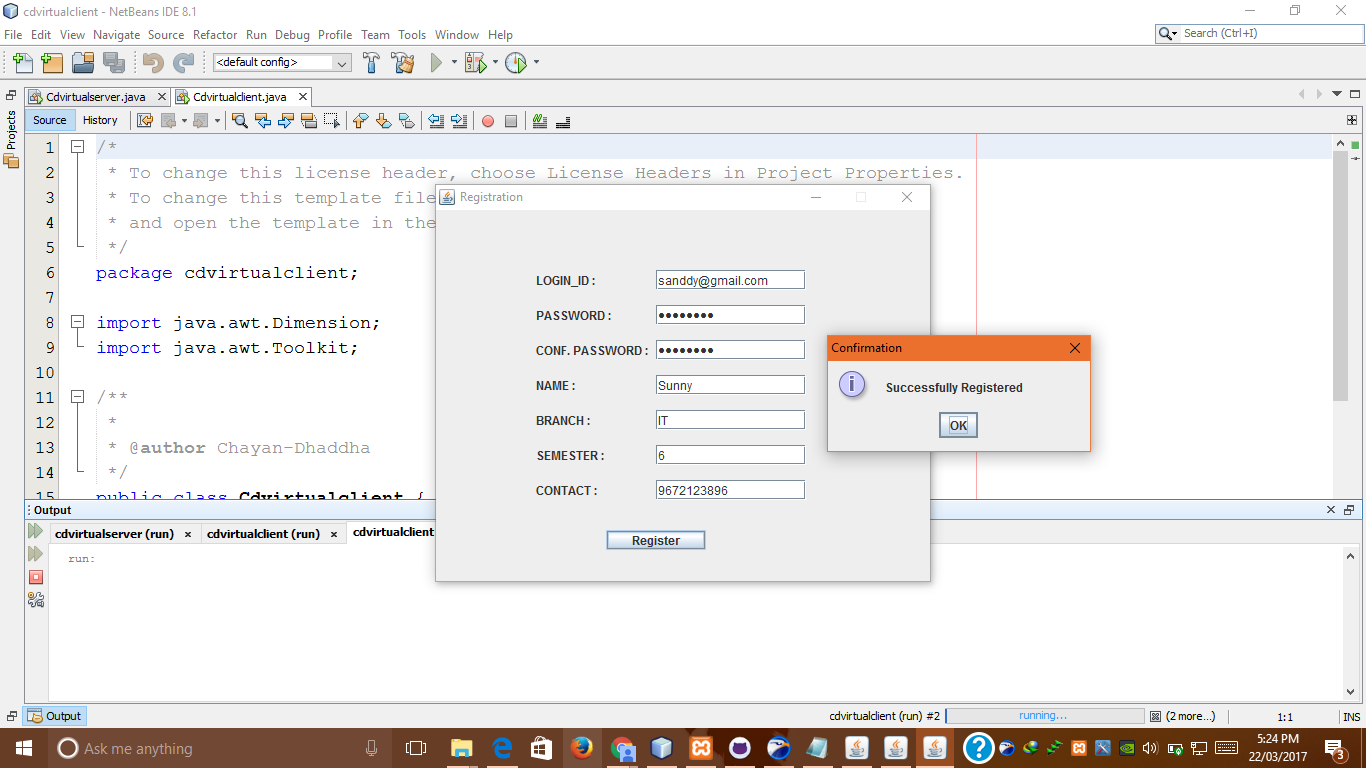 cdvirtualclient - NetBeans IDE 8.1
File Edit View Navigate Source Refactor Run Debug Profile Team Tools Window Help
Search (Ctrl+I)
<default config>
Cdvirtualserver.java
Cdvirtualclient.java
Projects
Source History
1 /*
2 * To change this license header, choose License Headers in Project Properties.
3 * To change this template file
4 * and open the template in the
5 */
6 package cdvirtualclient;
7
8 import java.awt.Dimension;
9 import java.awt.Toolkit;
10
11 /**
12 *
13 * @author Chayan-Dhaddha
14 */
15 public class Cdvirtualclient {
Registration
LOGIN_ID : sanddy@gmail.com
PASSWORD : ●●●●●●●●
CONF. PASSWORD : ●●●●●●●●
NAME : Sunny
BRANCH : IT
SEMESTER : 6
CONTACT : 9672123896
Register
Confirmation
Successfully Registered
OK
Output
cdvirtualserver (run) cdvirtualclient (run) cdvirtualclient
run:
Output
cdvirtualclient (run) #2 running... (2 more...) 1:1 INS
Ask me anything
5:24 PM
22/03/2017
3